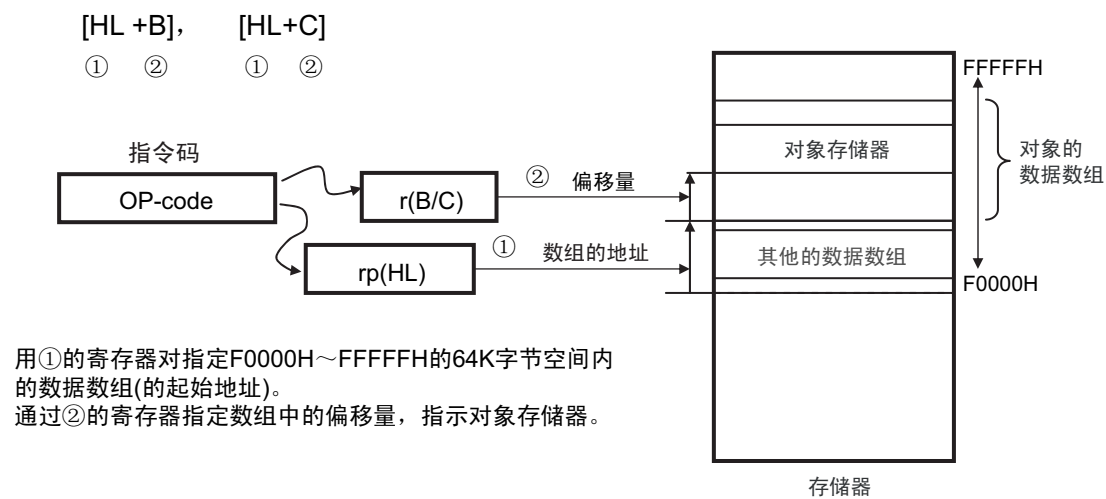 [HL +B]， [HL+C]
① ② ① ②
FFFFFH
指令码
对象存储器
对象的
数据数组
OP-code
r(B/C)
② 偏移量
rp(HL)
① 数组的地址
其他的数据数组
F0000H
用①的寄存器对指定F0000H～FFFFFH的64K字节空间内
的数据数组(的起始地址)。
通过②的寄存器指定数组中的偏移量，指示对象存储器。
存储器